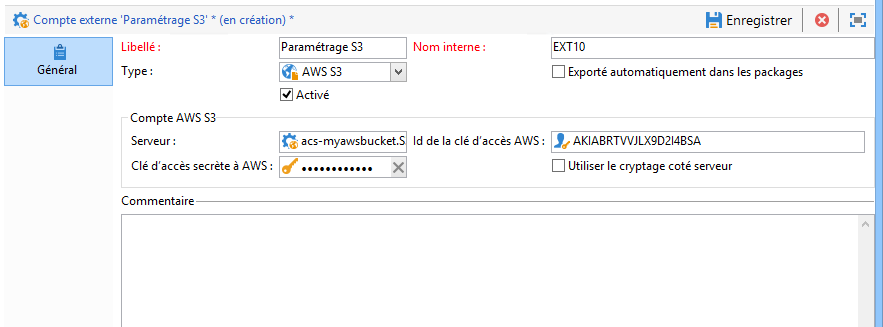 Compte externe 'Paramétrage S3' * (en création) *
Enregistrer
Général
Libellé : Paramétrage S3 Nom interne : EXT10
Type : AWS S3 Exporté automatiquement dans les packages
Activé
Compte AWS S3
Serveur : acs-myawsbucket.S Id de la clé d'accès AWS : AKIABRTVVJLX9D2I4BSA
Clé d'accès secrète à AWS : •••••••••••• Utiliser le cryptage coté serveur
Commentaire